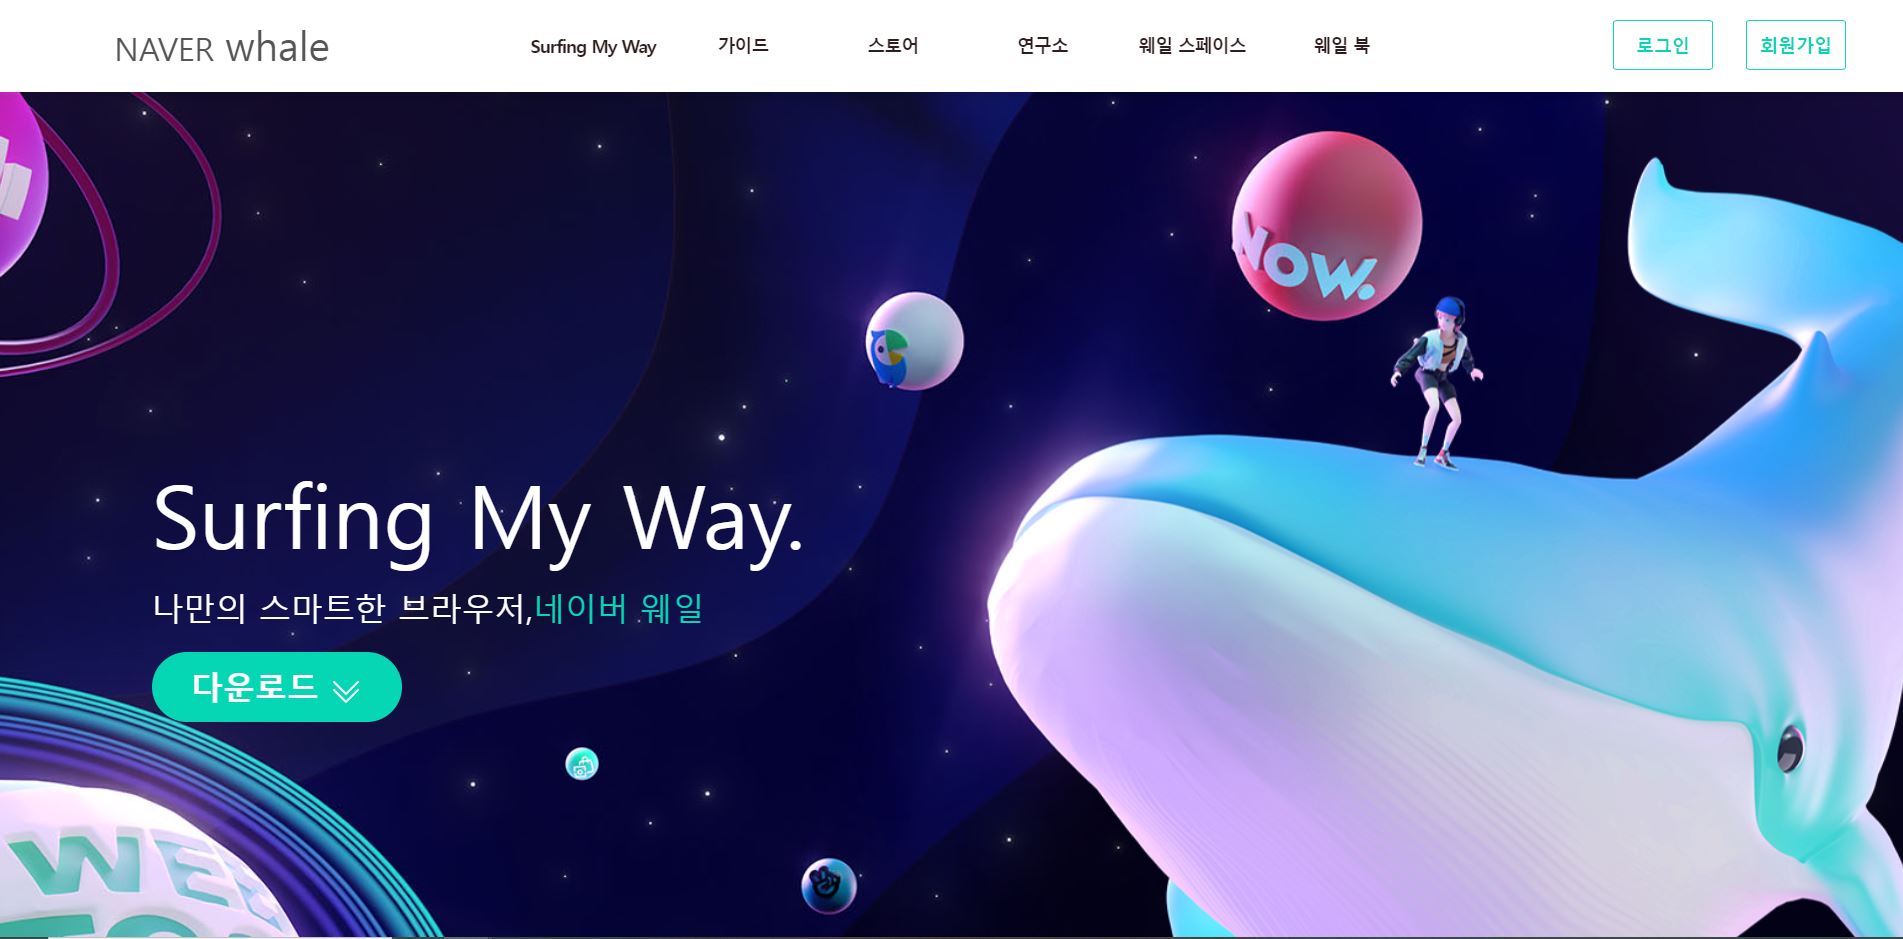 NAVER whale
Surfing My Way
가이드
스토어
연구소
웨일 스페이스
웨일 북
로그인
회원가입
NOW.
Surfing My Way.
나만의 스마트한 브라우저,네이버 웨일
다운로드